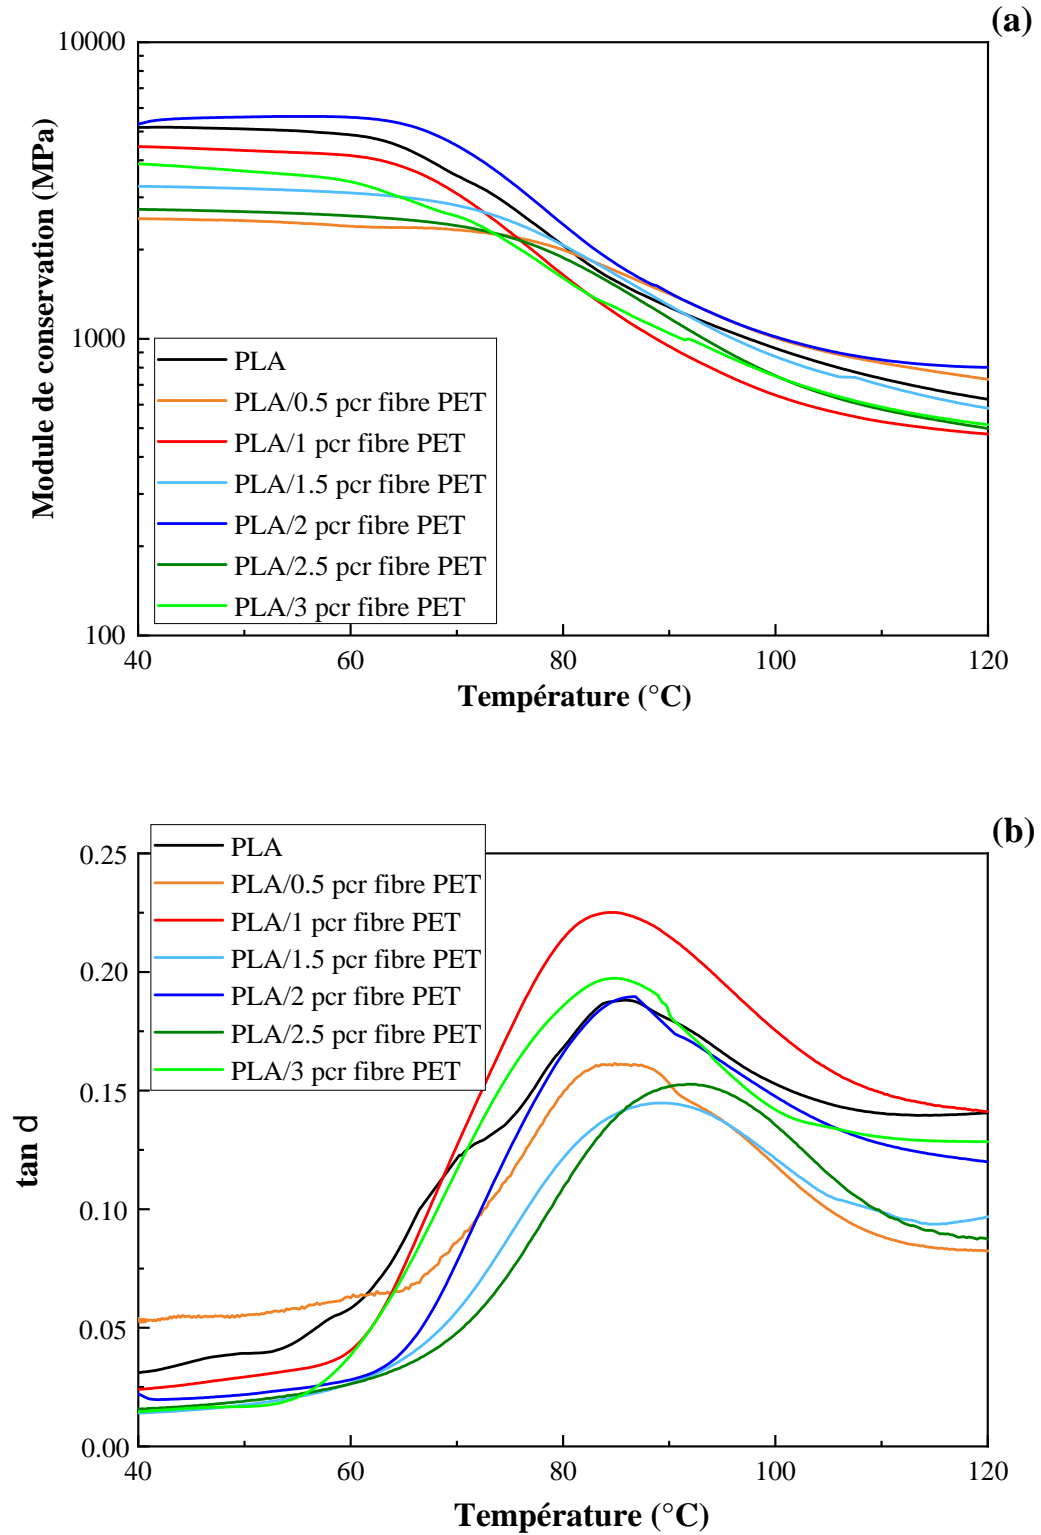 (a)
10000
1000
100
Module de conservation (MPa)
PLA
PLA/0.5 pcr fibre PET
PLA/1 pcr fibre PET
PLA/1.5 pcr fibre PET
PLA/2 pcr fibre PET
PLA/2.5 pcr fibre PET
PLA/3 pcr fibre PET
40 60 80 100 120
Température (°C)
(b)
0.25
0.20
0.15
0.10
0.05
0.00
tan d
PLA
PLA/0.5 pcr fibre PET
PLA/1 pcr fibre PET
PLA/1.5 pcr fibre PET
PLA/2 pcr fibre PET
PLA/2.5 pcr fibre PET
PLA/3 pcr fibre PET
40 60 80 100 120
Température (°C)